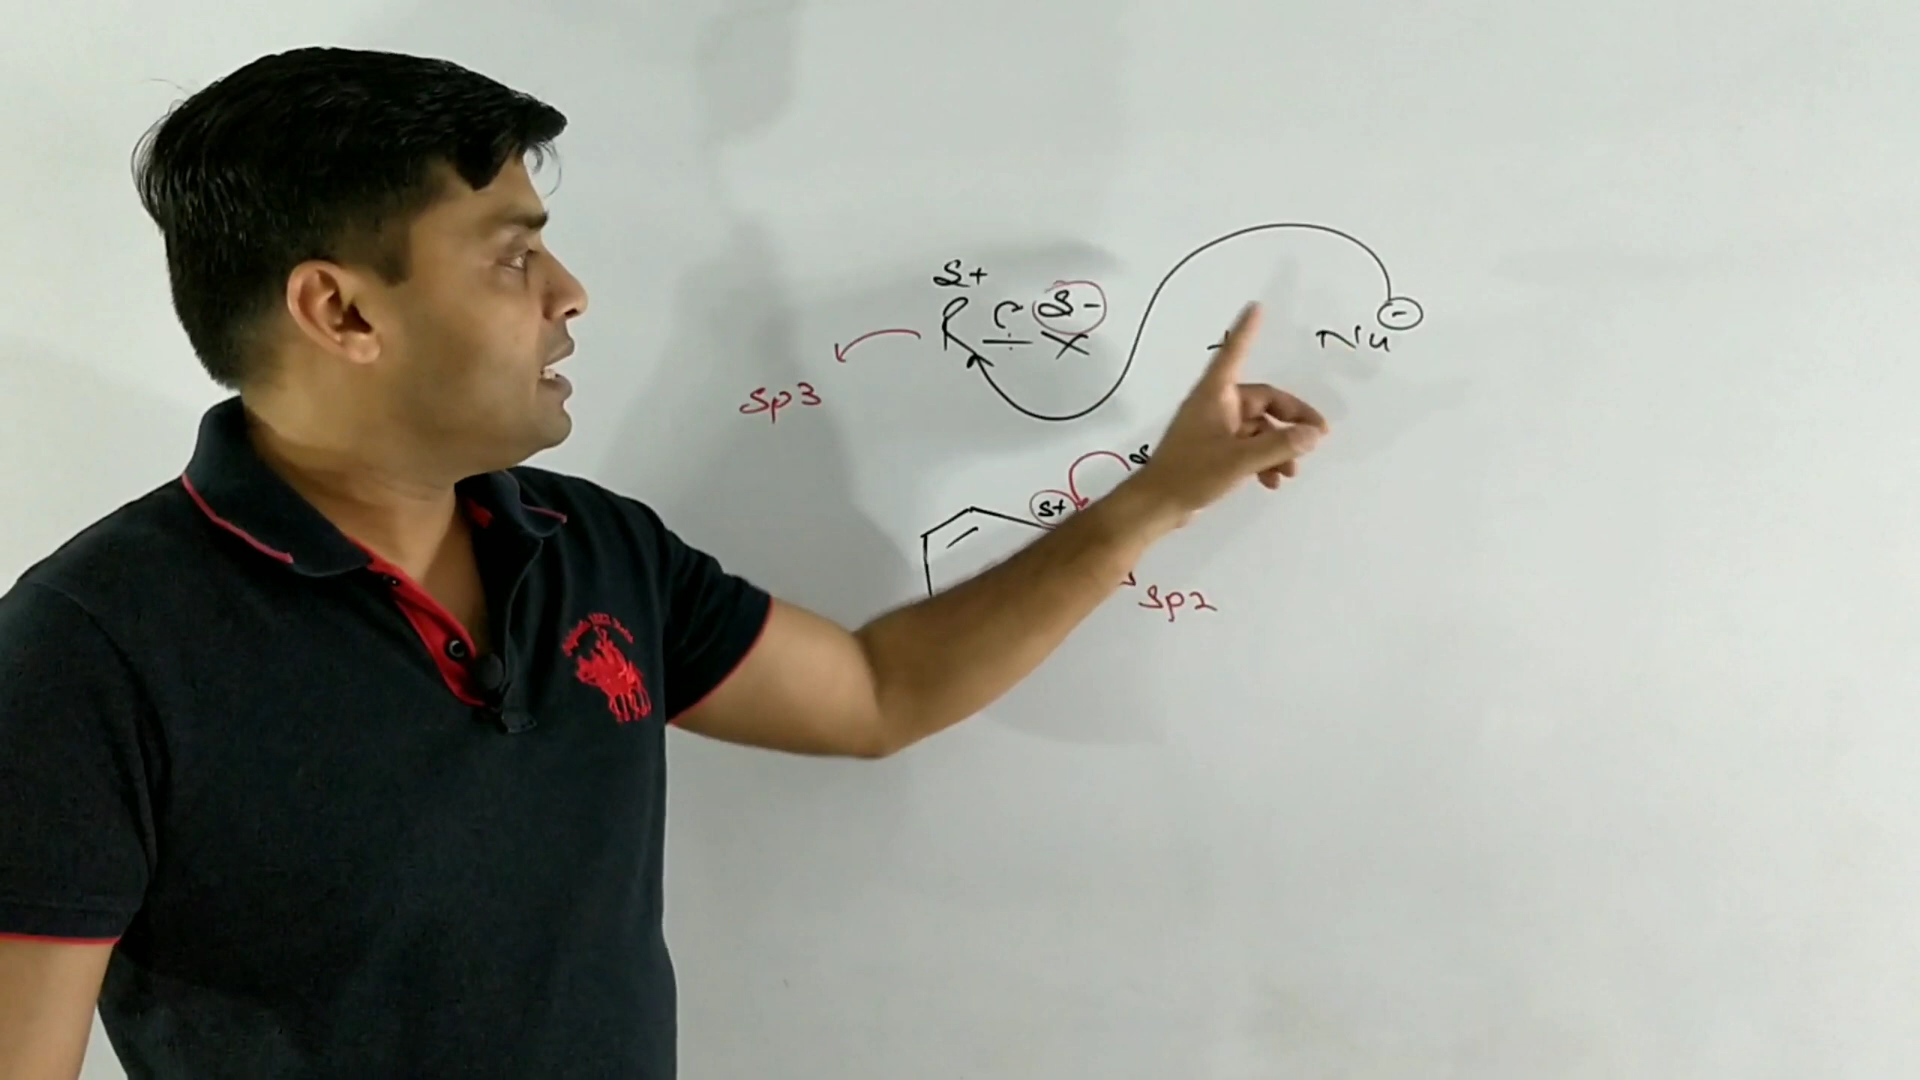 δ+
δ-
R ÷ X + Nu -
sp3
δ+
sp2